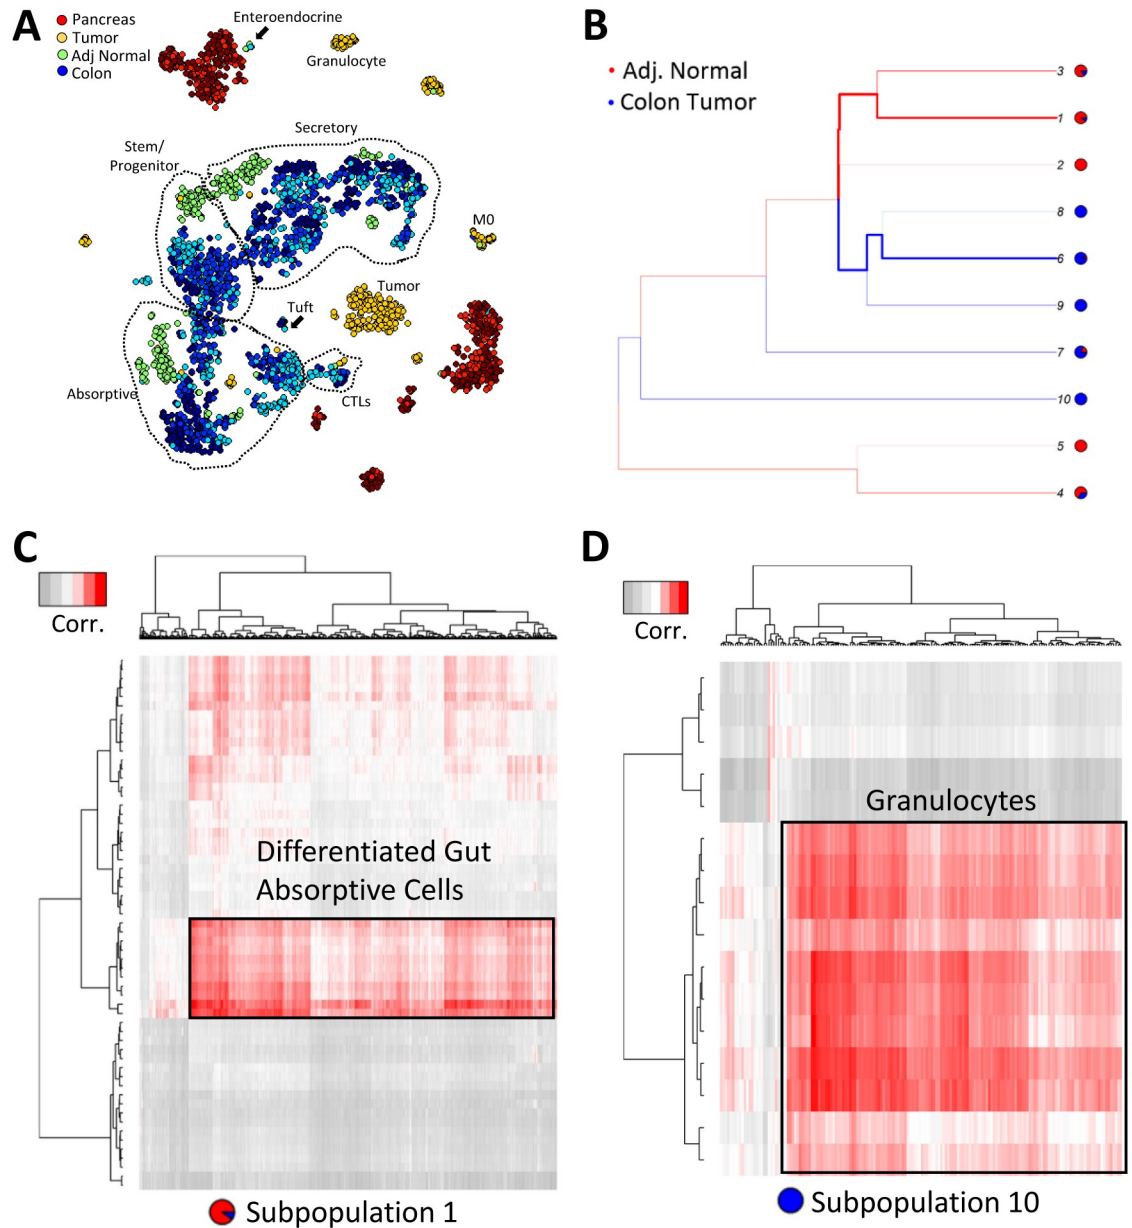 A
Pancreas
Tumor
Adj Normal
Colon
Enteroendocrine
Granulocyte
Secretory
Stem/
Progenitor
M0
Tumor
Tuft
Absorptive
CTLs
B
Adj. Normal
Colon Tumor
3
1
2
8
6
9
7
10
5
4
C
Corr.
Differentiated Gut
Absorptive Cells
Subpopulation 1
D
Corr.
Granulocytes
Subpopulation 10